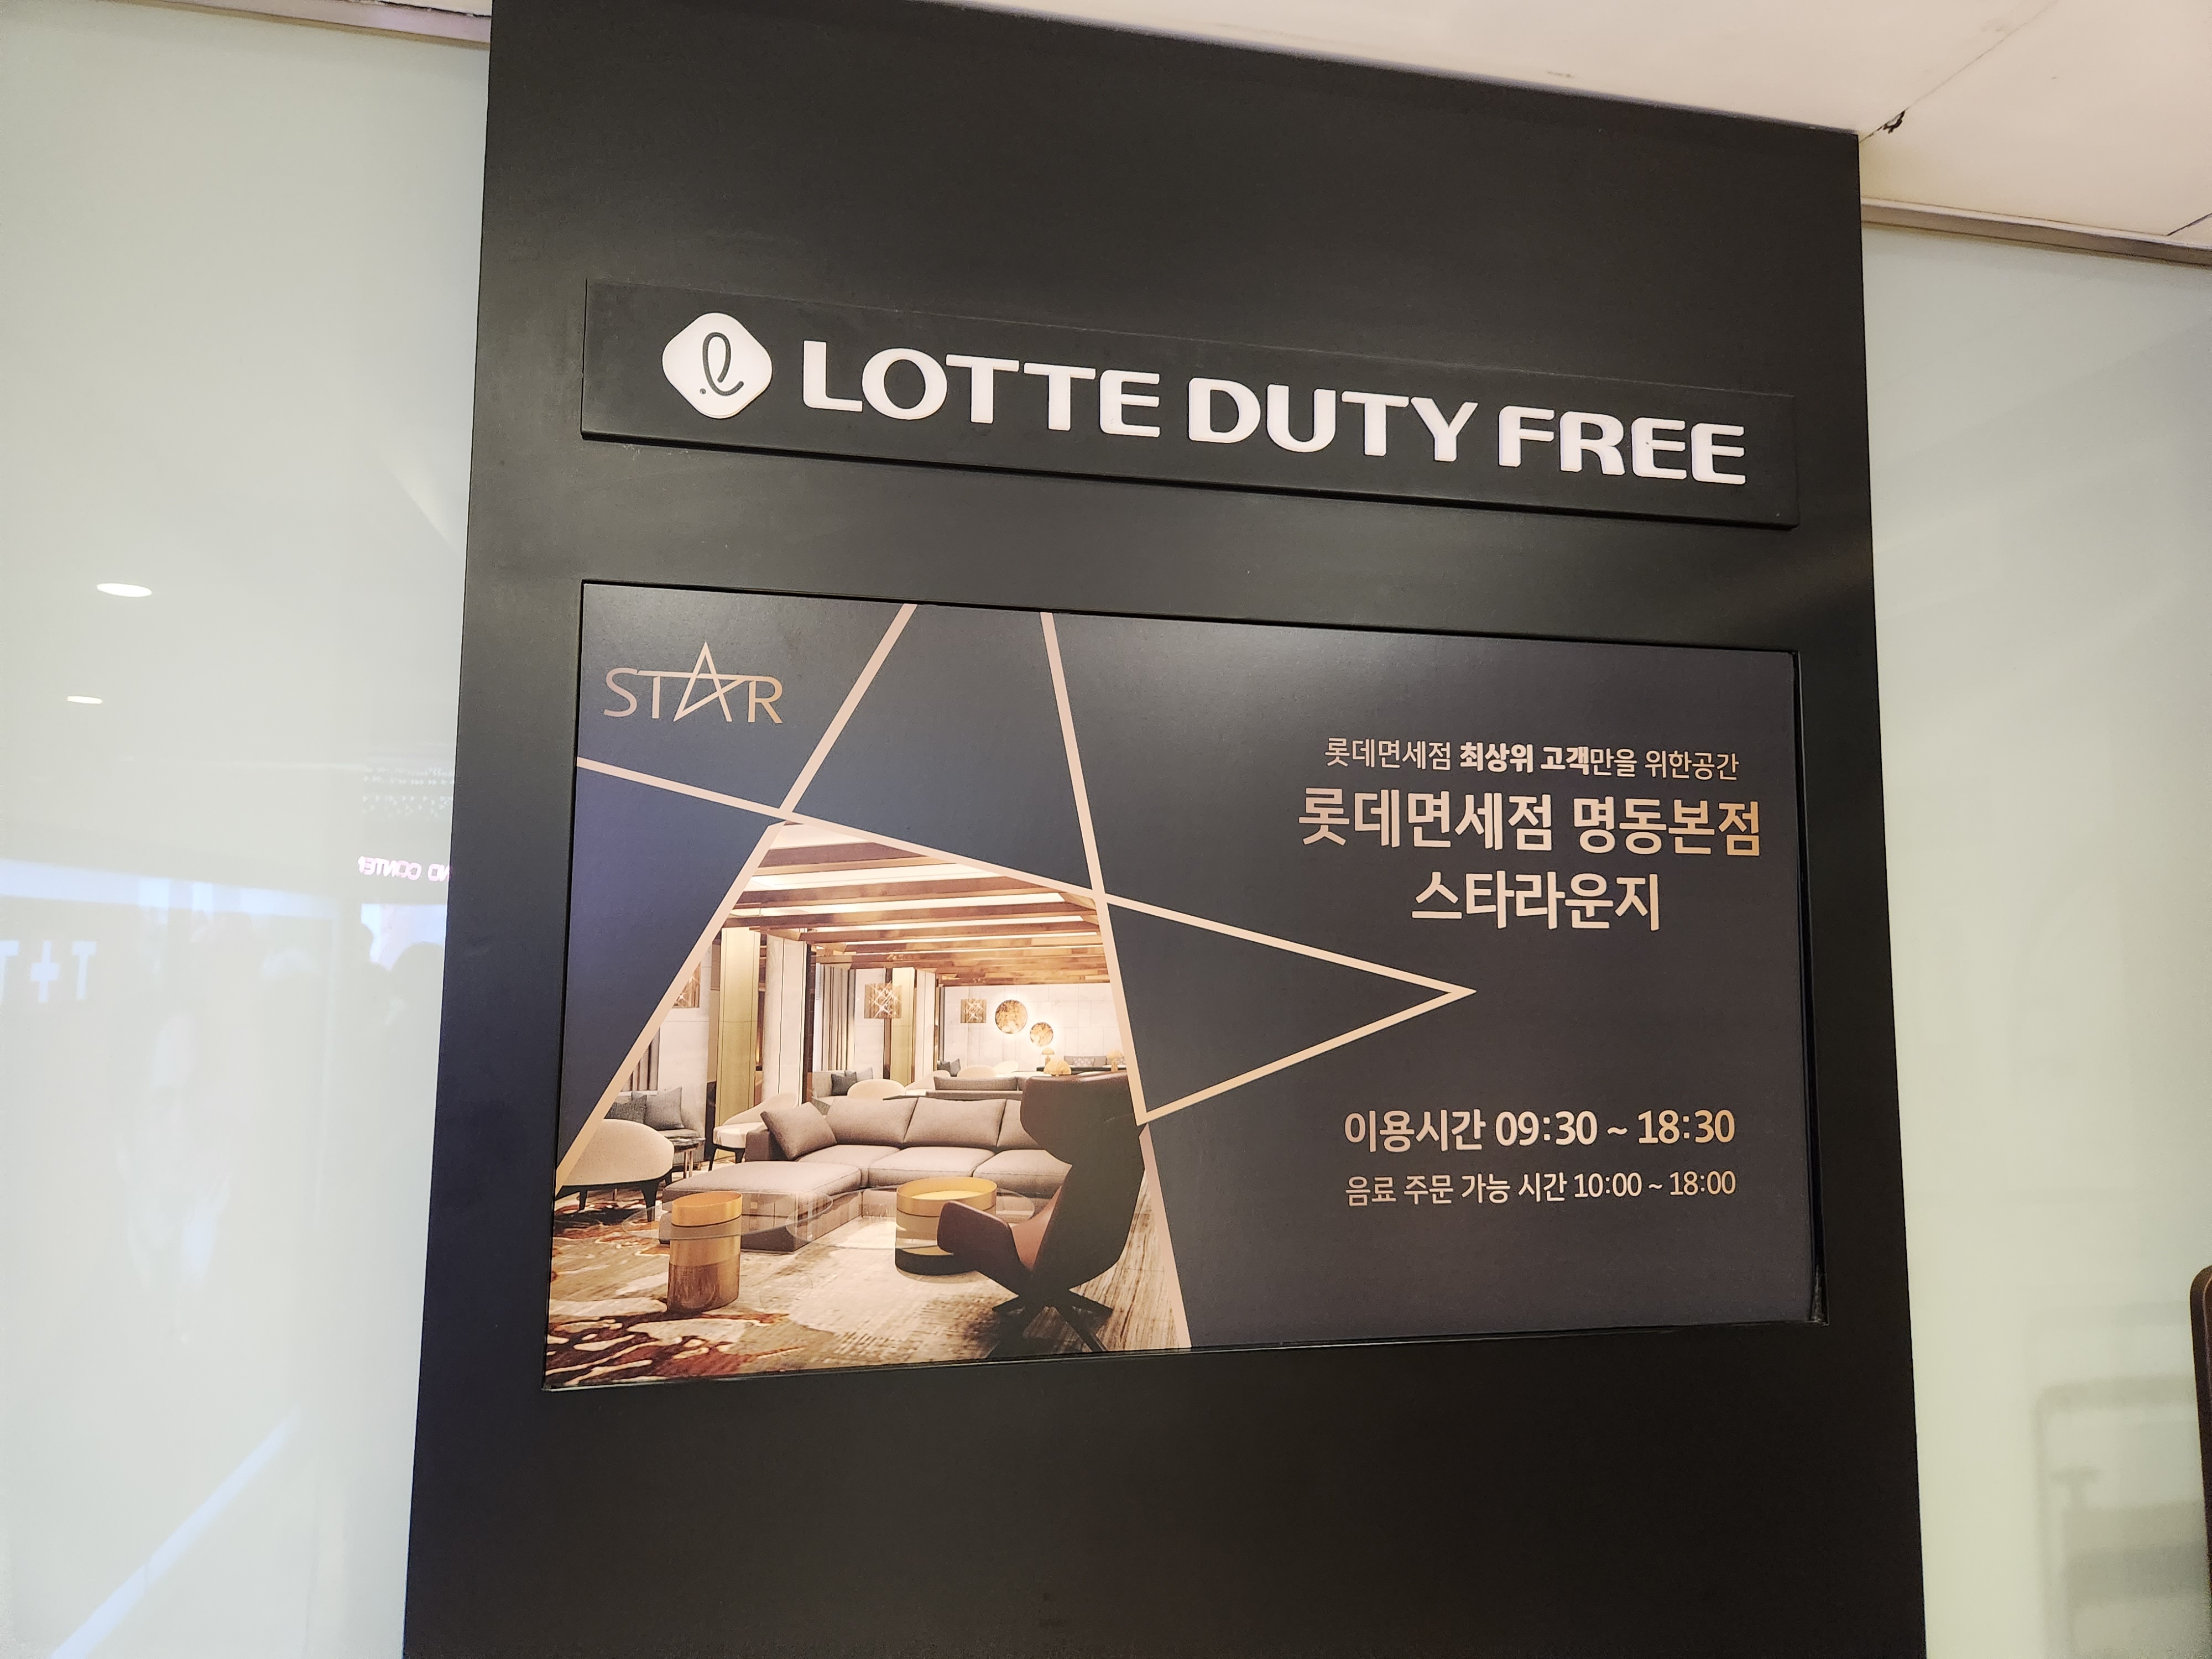 LOTTE DUTY FREE
STAR
롯데면세점 최상위 고객만을 위한공간
롯데면세점 명동본점
스타라운지
이용시간 09:30 ~ 18:30
음료 주문 가능 시간 10:00 ~ 18:00